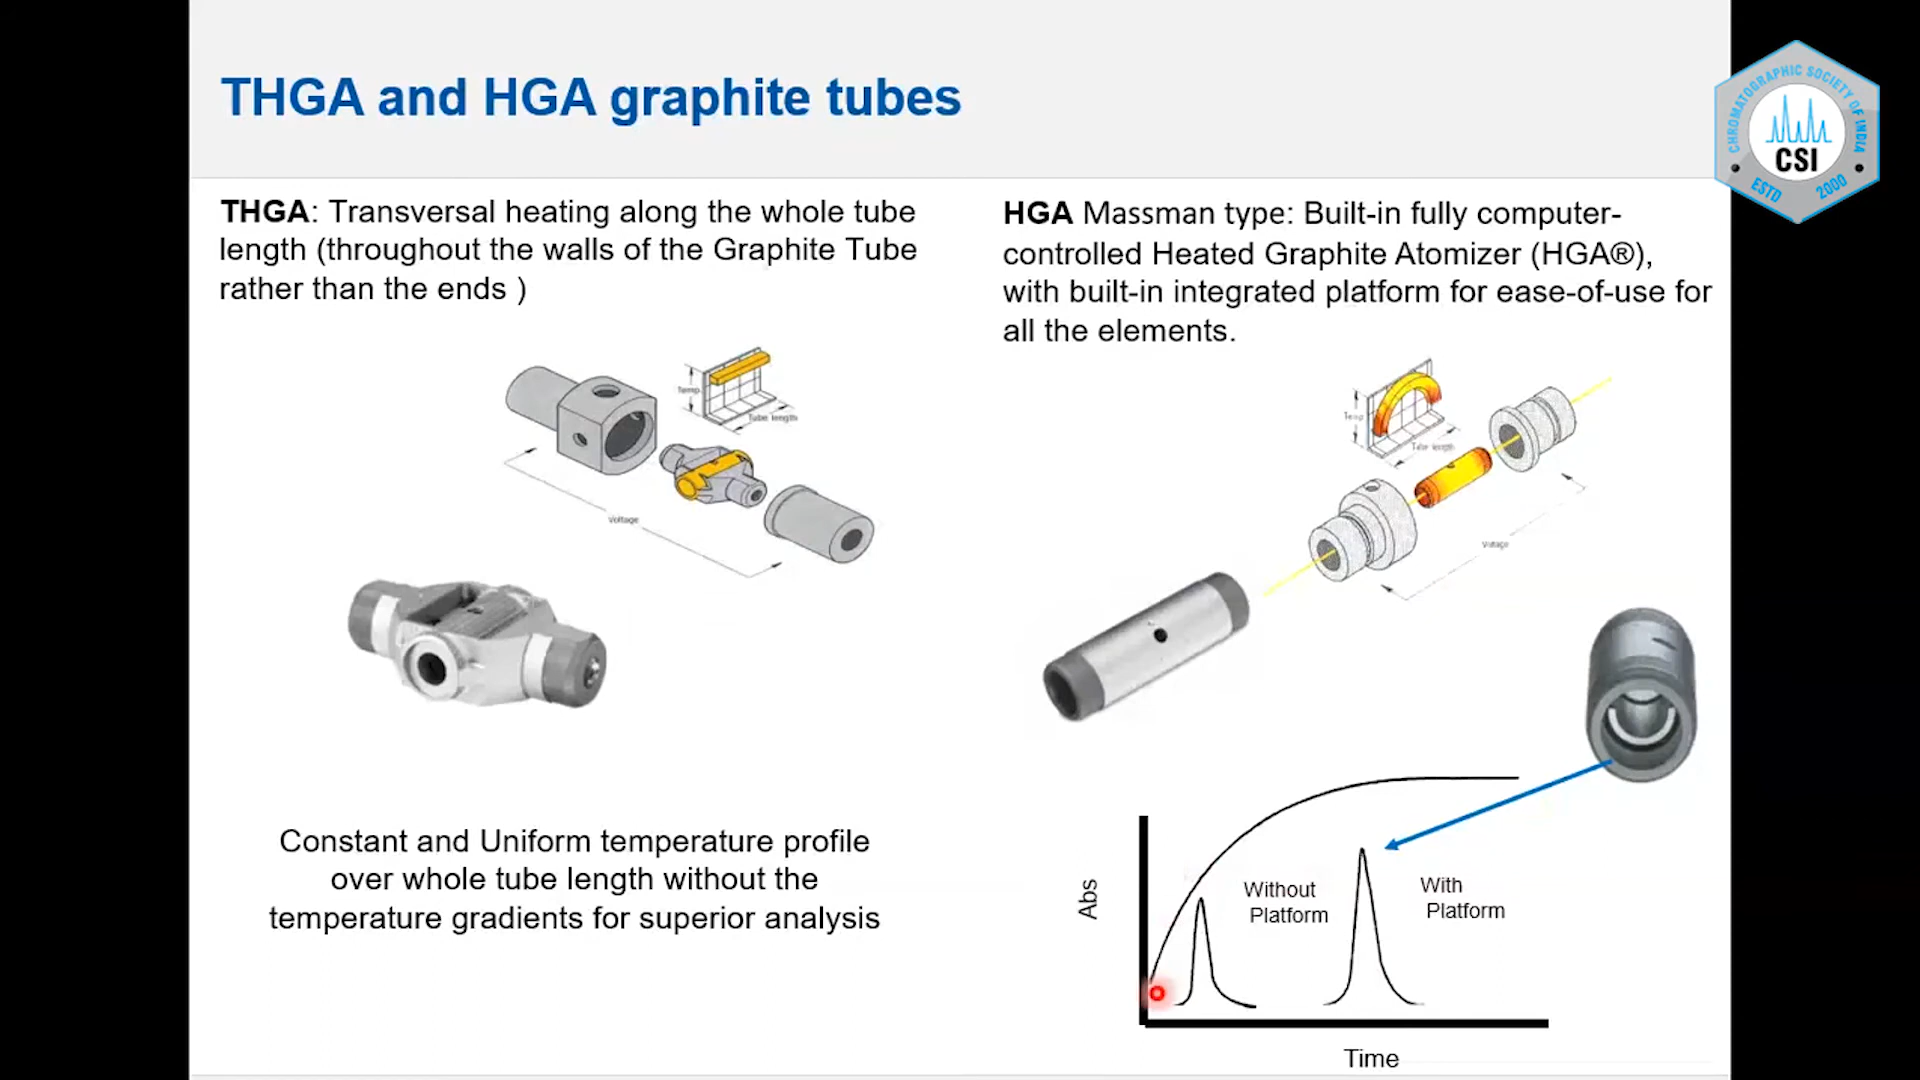 THGA and HGA graphite tubes
CHROMATOGRAPHIC SOCIETY OF INDIA
CSI
ESTD 2000
THGA: Transversal heating along the whole tube
length (throughout the walls of the Graphite Tube
rather than the ends )
HGA Massman type: Built-in fully computer-
controlled Heated Graphite Atomizer (HGA®),
with built-in integrated platform for ease-of-use for
all the elements.
Temp
Tube length
Voltage
Temp
Tube length
Voltage
Constant and Uniform temperature profile
over whole tube length without the
temperature gradients for superior analysis
Abs
Without
Platform
With
Platform
Time